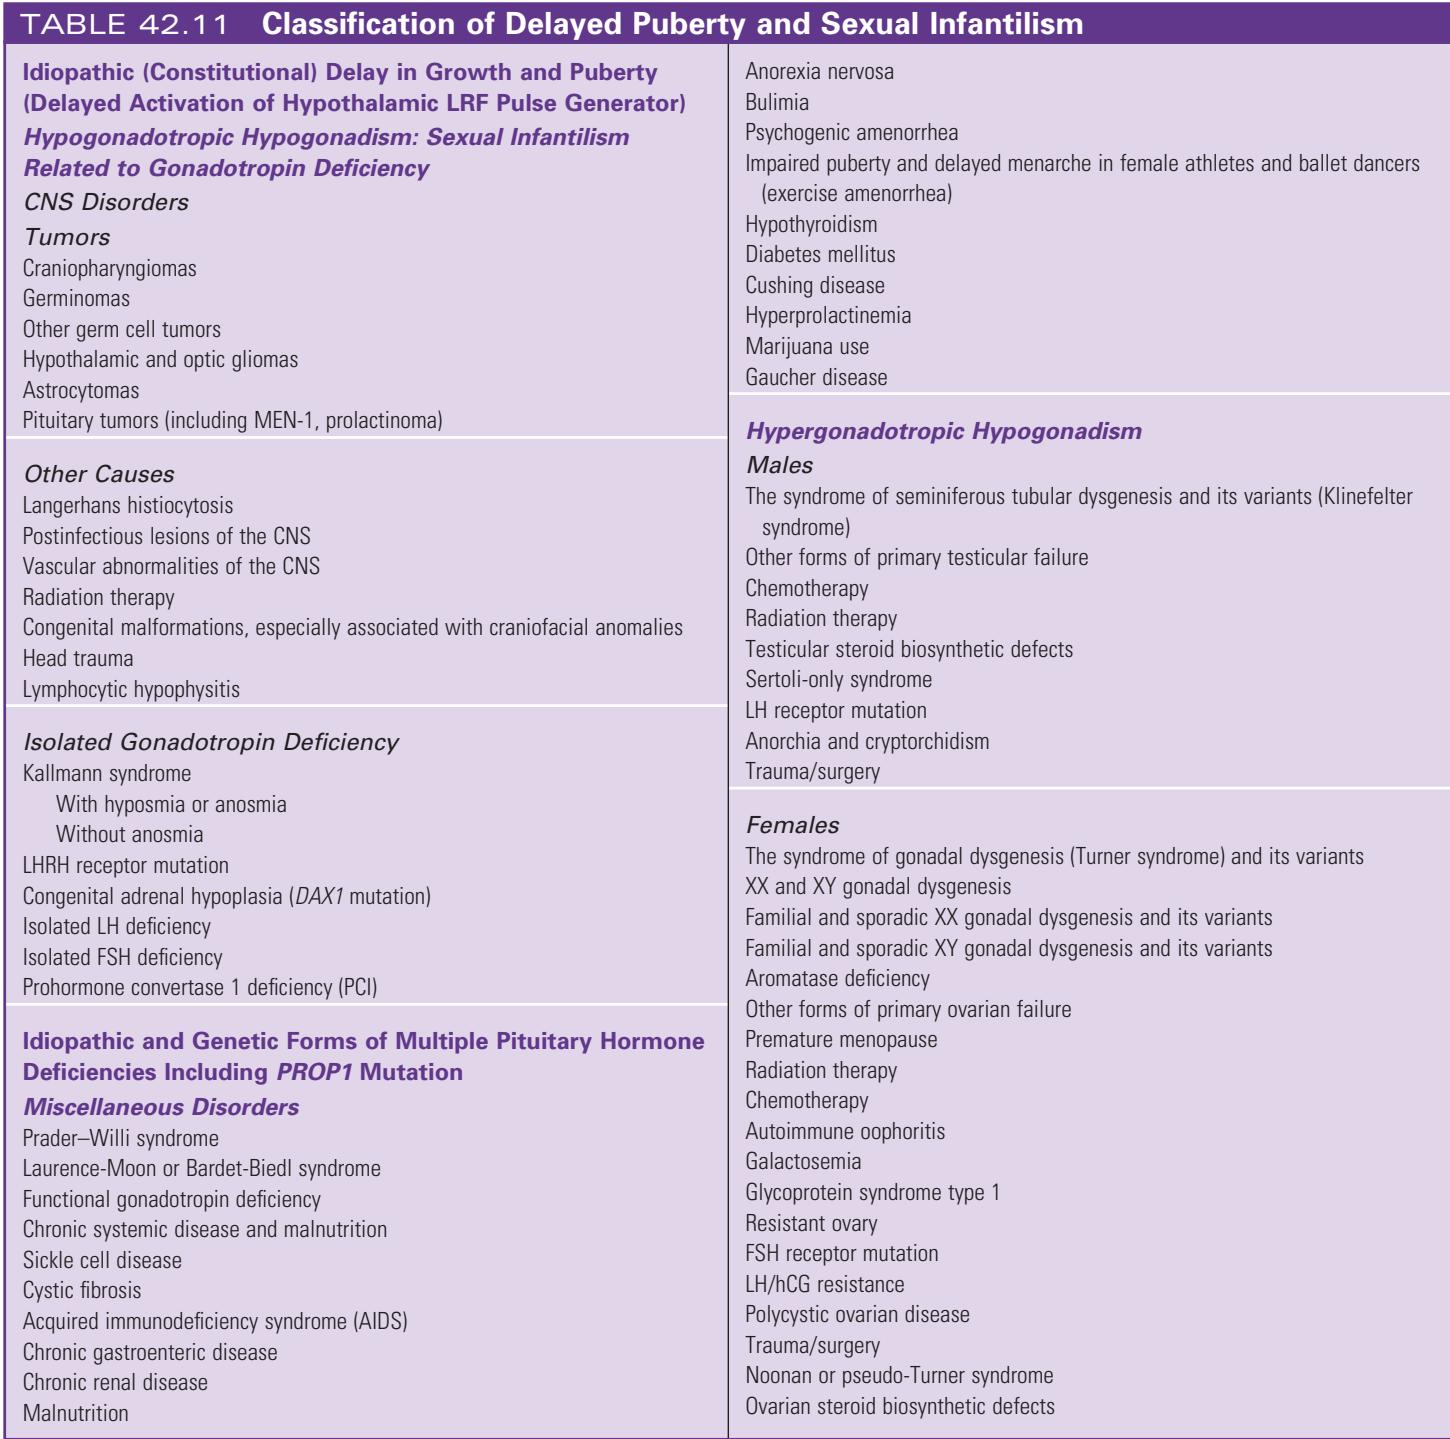 TABLE 42.11 Classification of Delayed Puberty and Sexual Infantilism
Idiopathic (Constitutional) Delay in Growth and Puberty
(Delayed Activation of Hypothalamic LRF Pulse Generator)
Hypogonadotropic Hypogonadism: Sexual Infantilism
Related to Gonadotropin Deficiency
CNS Disorders
Tumors
Craniopharyngiomas
Germinomas
Other germ cell tumors
Hypothalamic and optic gliomas
Astrocytomas
Pituitary tumors (including MEN-1, prolactinoma)
Other Causes
Langerhans histiocytosis
Postinfectious lesions of the CNS
Vascular abnormalities of the CNS
Radiation therapy
Congenital malformations, especially associated with craniofacial anomalies
Head trauma
Lymphocytic hypophysitis
Isolated Gonadotropin Deficiency
Kallmann syndrome
With hyposmia or anosmia
Without anosmia
LHRH receptor mutation
Congenital adrenal hypoplasia (DAX1 mutation)
Isolated LH deficiency
Isolated FSH deficiency
Prohormone convertase 1 deficiency (PCI)
Idiopathic and Genetic Forms of Multiple Pituitary Hormone
Deficiencies Including PROP1 Mutation
Miscellaneous Disorders
Prader–Willi syndrome
Laurence-Moon or Bardet-Biedl syndrome
Functional gonadotropin deficiency
Chronic systemic disease and malnutrition
Sickle cell disease
Cystic fibrosis
Acquired immunodeficiency syndrome (AIDS)
Chronic gastroenteric disease
Chronic renal disease
Malnutrition
Anorexia nervosa
Bulimia
Psychogenic amenorrhea
Impaired puberty and delayed menarche in female athletes and ballet dancers
(exercise amenorrhea)
Hypothyroidism
Diabetes mellitus
Cushing disease
Hyperprolactinemia
Marijuana use
Gaucher disease
Hypergonadotropic Hypogonadism
Males
The syndrome of seminiferous tubular dysgenesis and its variants (Klinefelter
syndrome)
Other forms of primary testicular failure
Chemotherapy
Radiation therapy
Testicular steroid biosynthetic defects
Sertoli-only syndrome
LH receptor mutation
Anorchia and cryptorchidism
Trauma/surgery
Females
The syndrome of gonadal dysgenesis (Turner syndrome) and its variants
XX and XY gonadal dysgenesis
Familial and sporadic XX gonadal dysgenesis and its variants
Familial and sporadic XY gonadal dysgenesis and its variants
Aromatase deficiency
Other forms of primary ovarian failure
Premature menopause
Radiation therapy
Chemotherapy
Autoimmune oophoritis
Galactosemia
Glycoprotein syndrome type 1
Resistant ovary
FSH receptor mutation
LH/hCG resistance
Polycystic ovarian disease
Trauma/surgery
Noonan or pseudo-Turner syndrome
Ovarian steroid biosynthetic defects